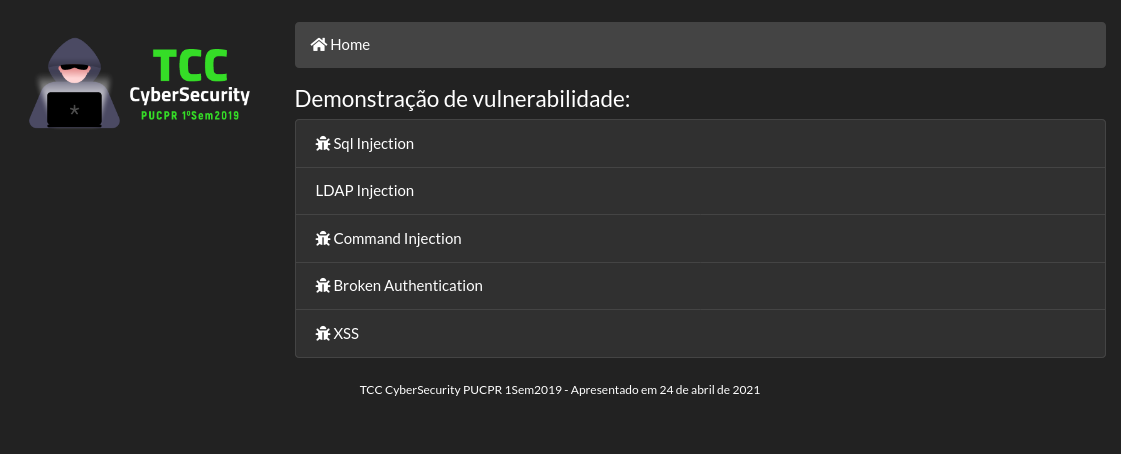 TCC
CyberSecurity
PUCPR 1ºSem2019
*
Home
Demonstração de vulnerabilidade:
Sql Injection
LDAP Injection
Command Injection
Broken Authentication
XSS
TCC CyberSecurity PUCPR 1Sem2019 - Apresentado em 24 de abril de 2021